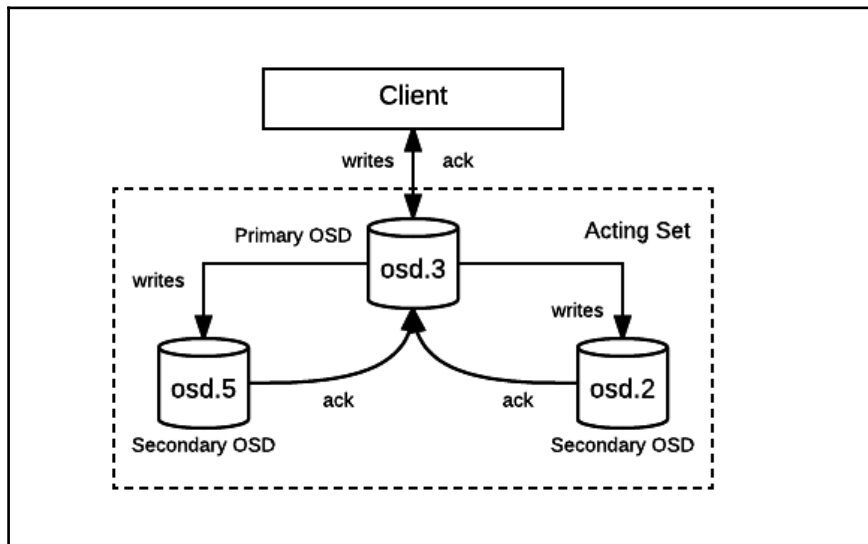 Client
writes
ack
Primary OSD
Acting Set
osd.3
writes
writes
osd.5
osd.2
ack
ack
Secondary OSD
Secondary OSD